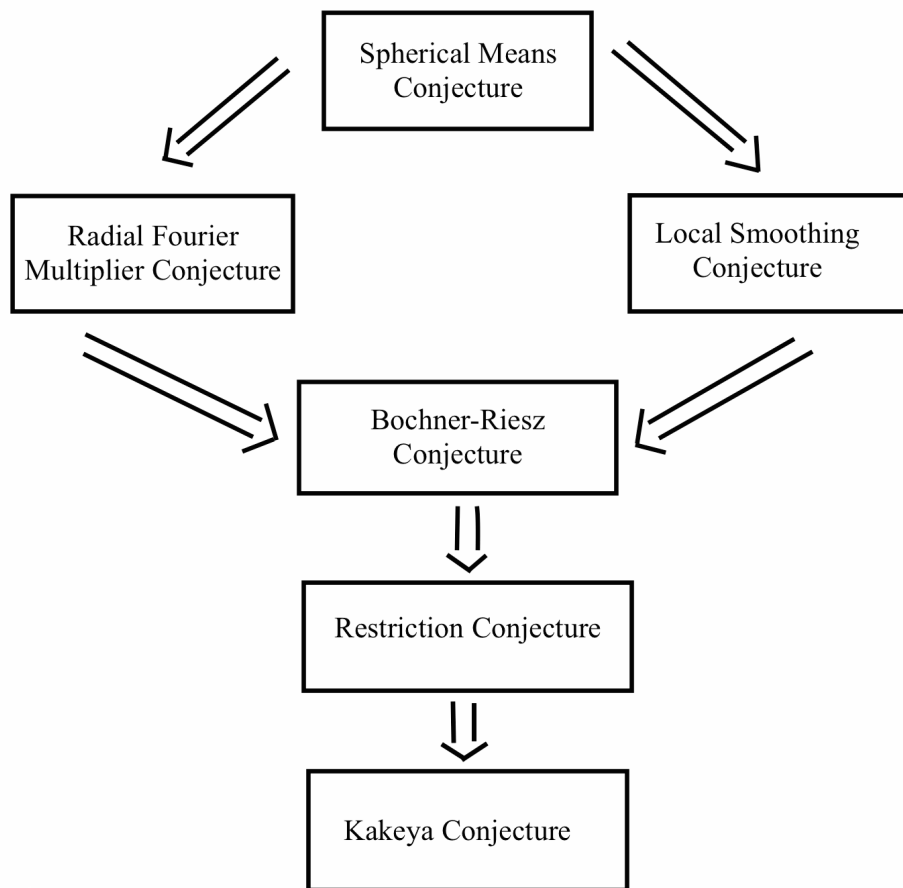 Spherical Means
Conjecture
Radial Fourier
Multiplier Conjecture
Local Smoothing
Conjecture
Bochner-Riesz
Conjecture
Restriction Conjecture
Kakeya Conjecture